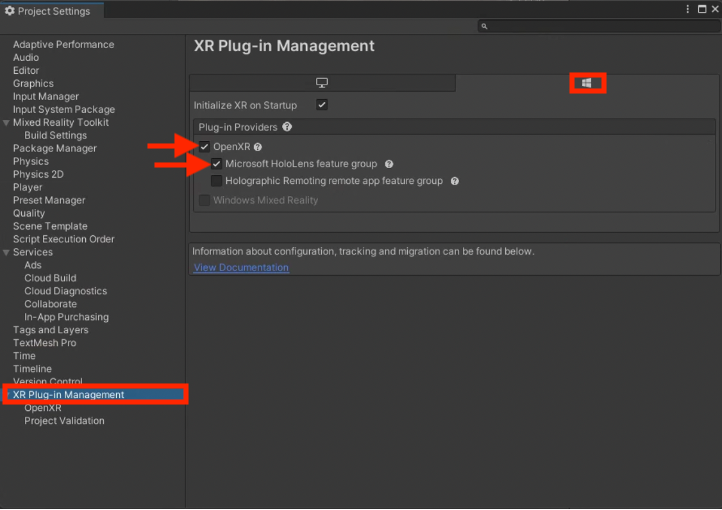 Project Settings
Adaptive Performance
Audio
Editor
Graphics
Input Manager
Input System Package
Mixed Reality Toolkit
Build Settings
Package Manager
Physics
Physics 2D
Player
Preset Manager
Quality
Scene Template
Script Execution Order
Services
Ads
Cloud Build
Cloud Diagnostics
Collaborate
In-App Purchasing
Tags and Layers
TextMesh Pro
Time
Timeline
Version Control
XR Plug-in Management
OpenXR
Project Validation
XR Plug-in Management
Initialize XR on Startup
Plug-in Providers
OpenXR
Microsoft HoloLens feature group
Holographic Remoting remote app feature group
Windows Mixed Reality
Information about configuration, tracking and migration can be found below.
View Documentation